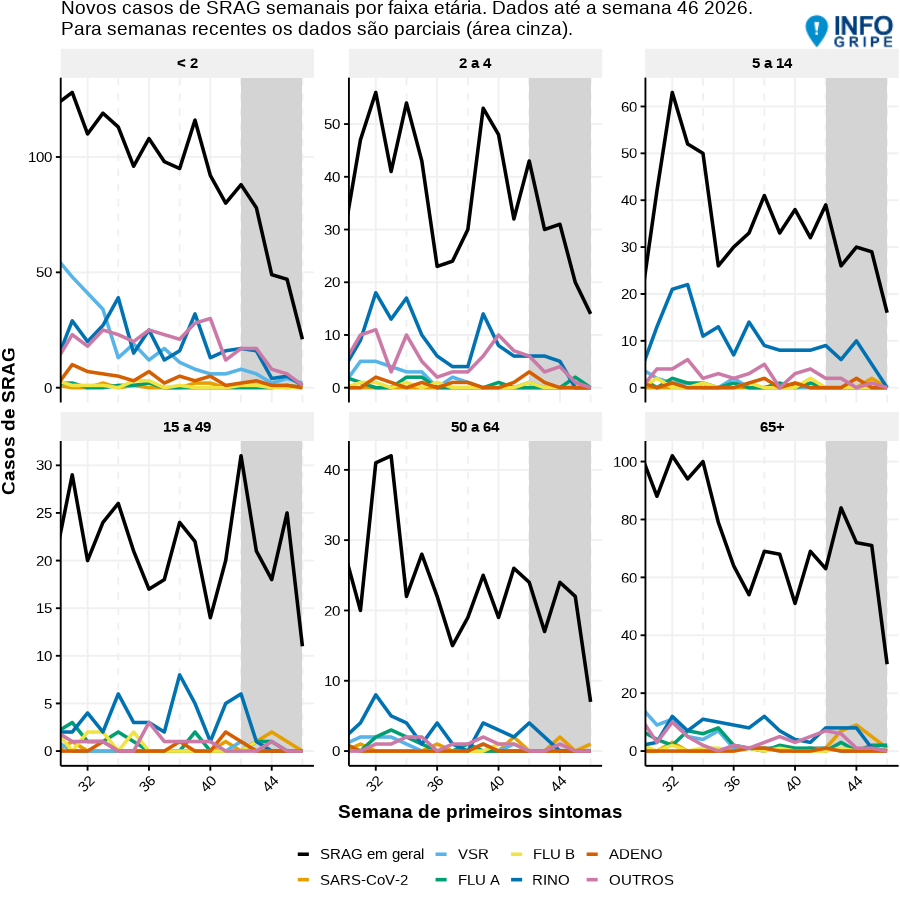 Novos casos de SRAG semanais por faixa etária. Dados até a semana 46 2026.
Para semanas recentes os dados são parciais (área cinza).
INFO
GRIPE
< 2
2 a 4
5 a 14
100
50
0
50
40
30
20
10
0
60
50
40
30
20
10
0
Casos de SRAG
15 a 49
50 a 64
65+
30
25
20
15
10
5
0
40
30
20
10
0
100
80
60
40
20
0
32 36 40 44
32 36 40 44
32 36 40 44
Semana de primeiros sintomas
SRAG em geral VSR FLU B ADENO
SARS-CoV-2 FLU A RINO OUTROS